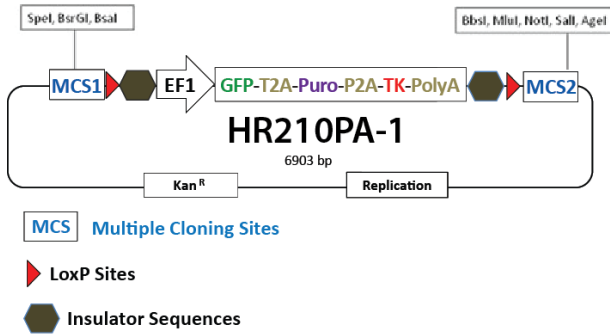 SpeI, BsrGI, BsaI
BbsI, MluI, NotI, SalI, AgeI
MCS1
EF1
GFP-T2A-Puro-P2A-TK-PolyA
MCS2
HR210PA-1
6903 bp
Kan R
Replication
MCS Multiple Cloning Sites
LoxP Sites
Insulator Sequences